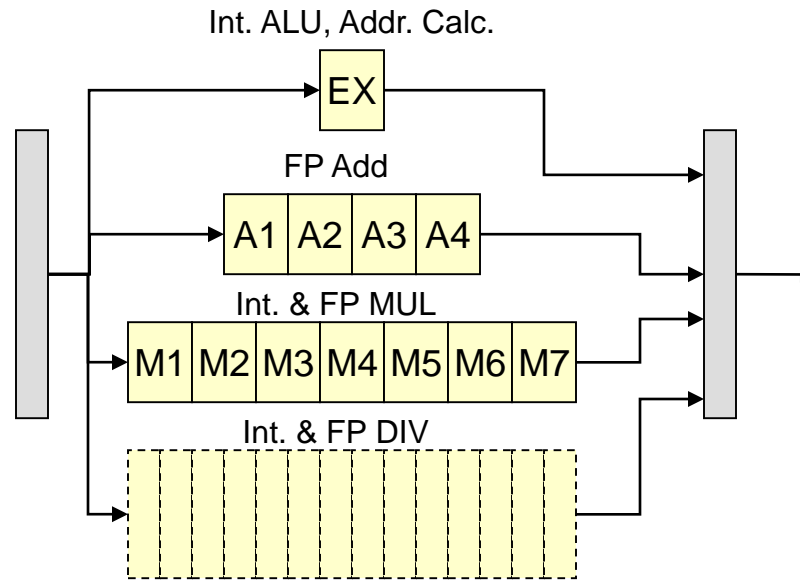 Int. ALU, Addr. Calc.
EX
FP Add
A1 A2 A3 A4
Int. & FP MUL
M1 M2 M3 M4 M5 M6 M7
Int. & FP DIV